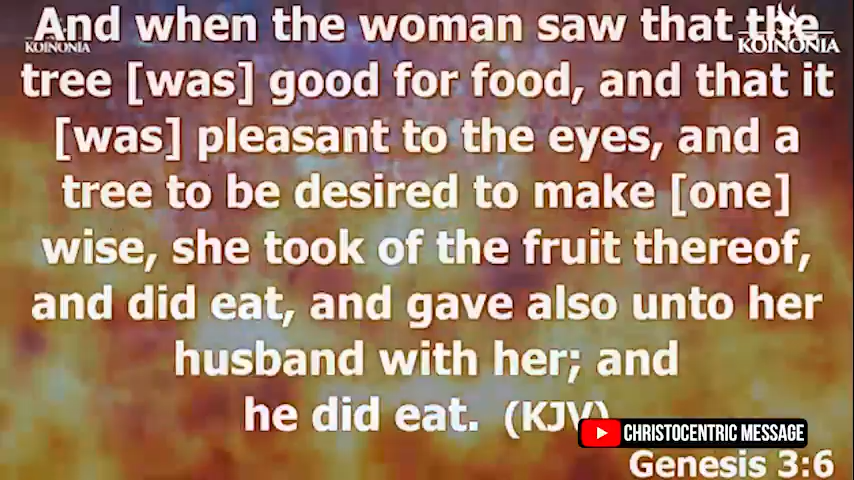 And when the woman saw that the
KOINONIA
KOINONIA
tree [was] good for food, and that it
[was] pleasant to the eyes, and a
tree to be desired to make [one]
wise, she took of the fruit thereof,
and did eat, and gave also unto her
husband with her; and
he did eat. (KJV)
CHRISTOCENTRIC MESSAGE
Genesis 3:6